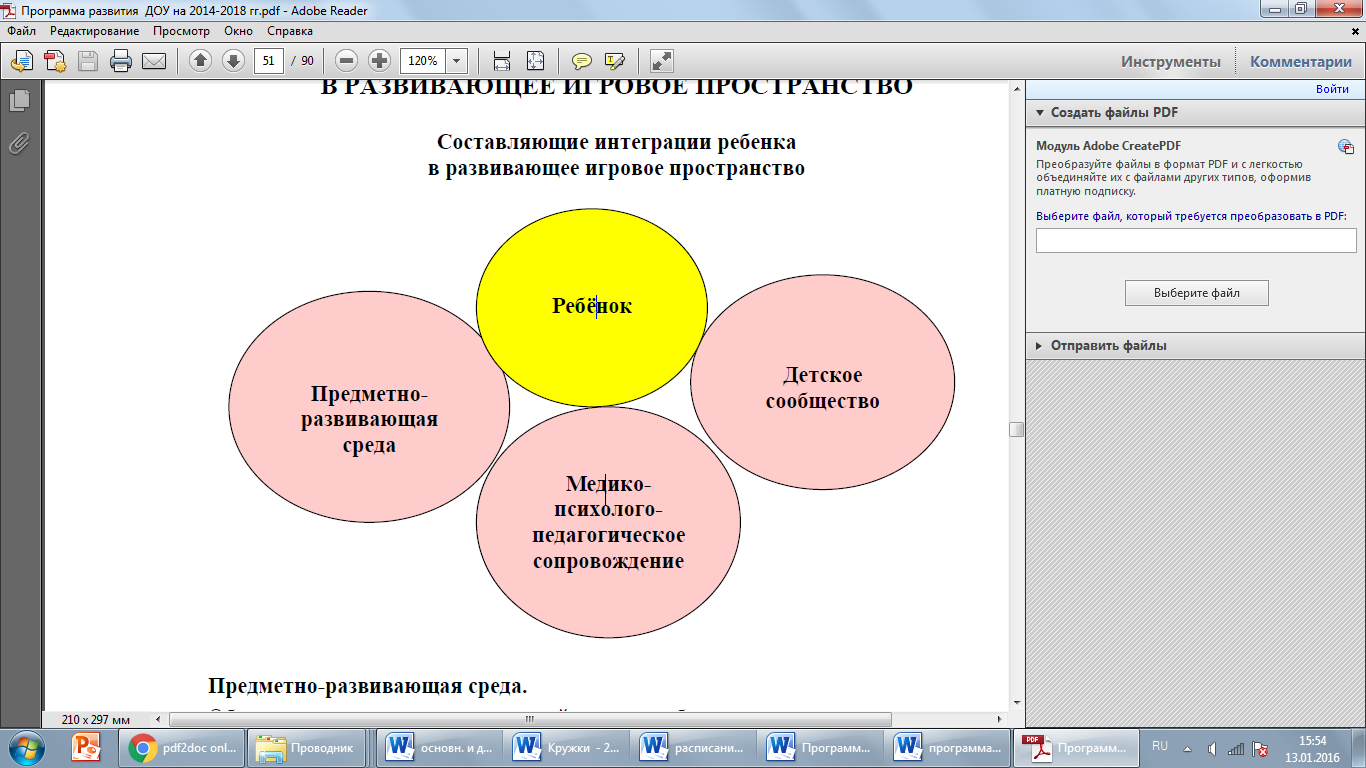 Программа развития ДОУ на 2014-2018 гг.pdf - Adobe Reader
Файл Редактирование Просмотр Окно Справка
51 / 90 120% Инструменты Комментарии
Войти
В РАЗВИВАЮЩЕЕ ИГРОВОЕ ПРОСТРАНСТВО
Создать файлы PDF
Составляющие интеграции ребенка
в развивающее игровое пространство
Модуль Adobe CreatePDF
Преобразуйте файлы в формат PDF и с легкостью
объединяйте их с файлами других типов, оформив
платную подписку.
Выберите файл, который требуется преобразовать в PDF:
Выберите файл
Отправить файлы
Ребёнок
Предметно-
развивающая
среда
Детское
сообщество
Медико-
психолого-
педагогическое
сопровождение
Предметно-развивающая среда.
210 x 297 мм
pdf2doc onl...
Проводник
основн. и д...
Кружки - 2...
расписани...
Программ...
программа...
Программ...
RU
15:54
13.01.2016